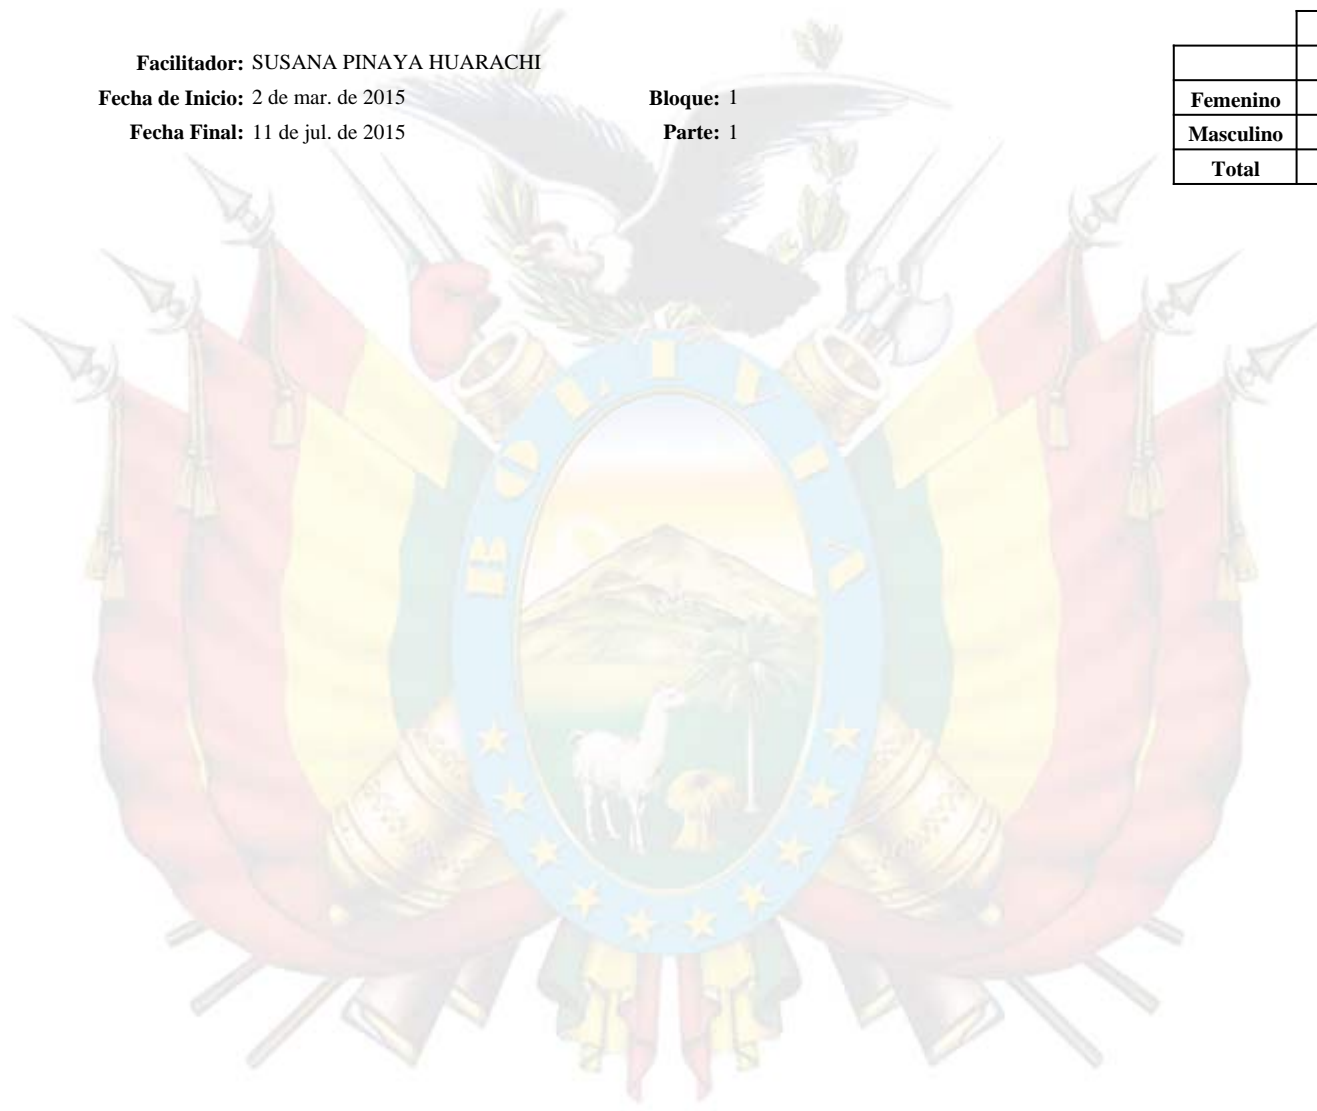 Facilitador: SUSANA PINAYA HUARACHI
Fecha de Inicio: 2 de mar. de 2015 Bloque: 1
Fecha Final: 11 de jul. de 2015 Parte: 1
Femenino
Masculino
Total
BOLIVIA